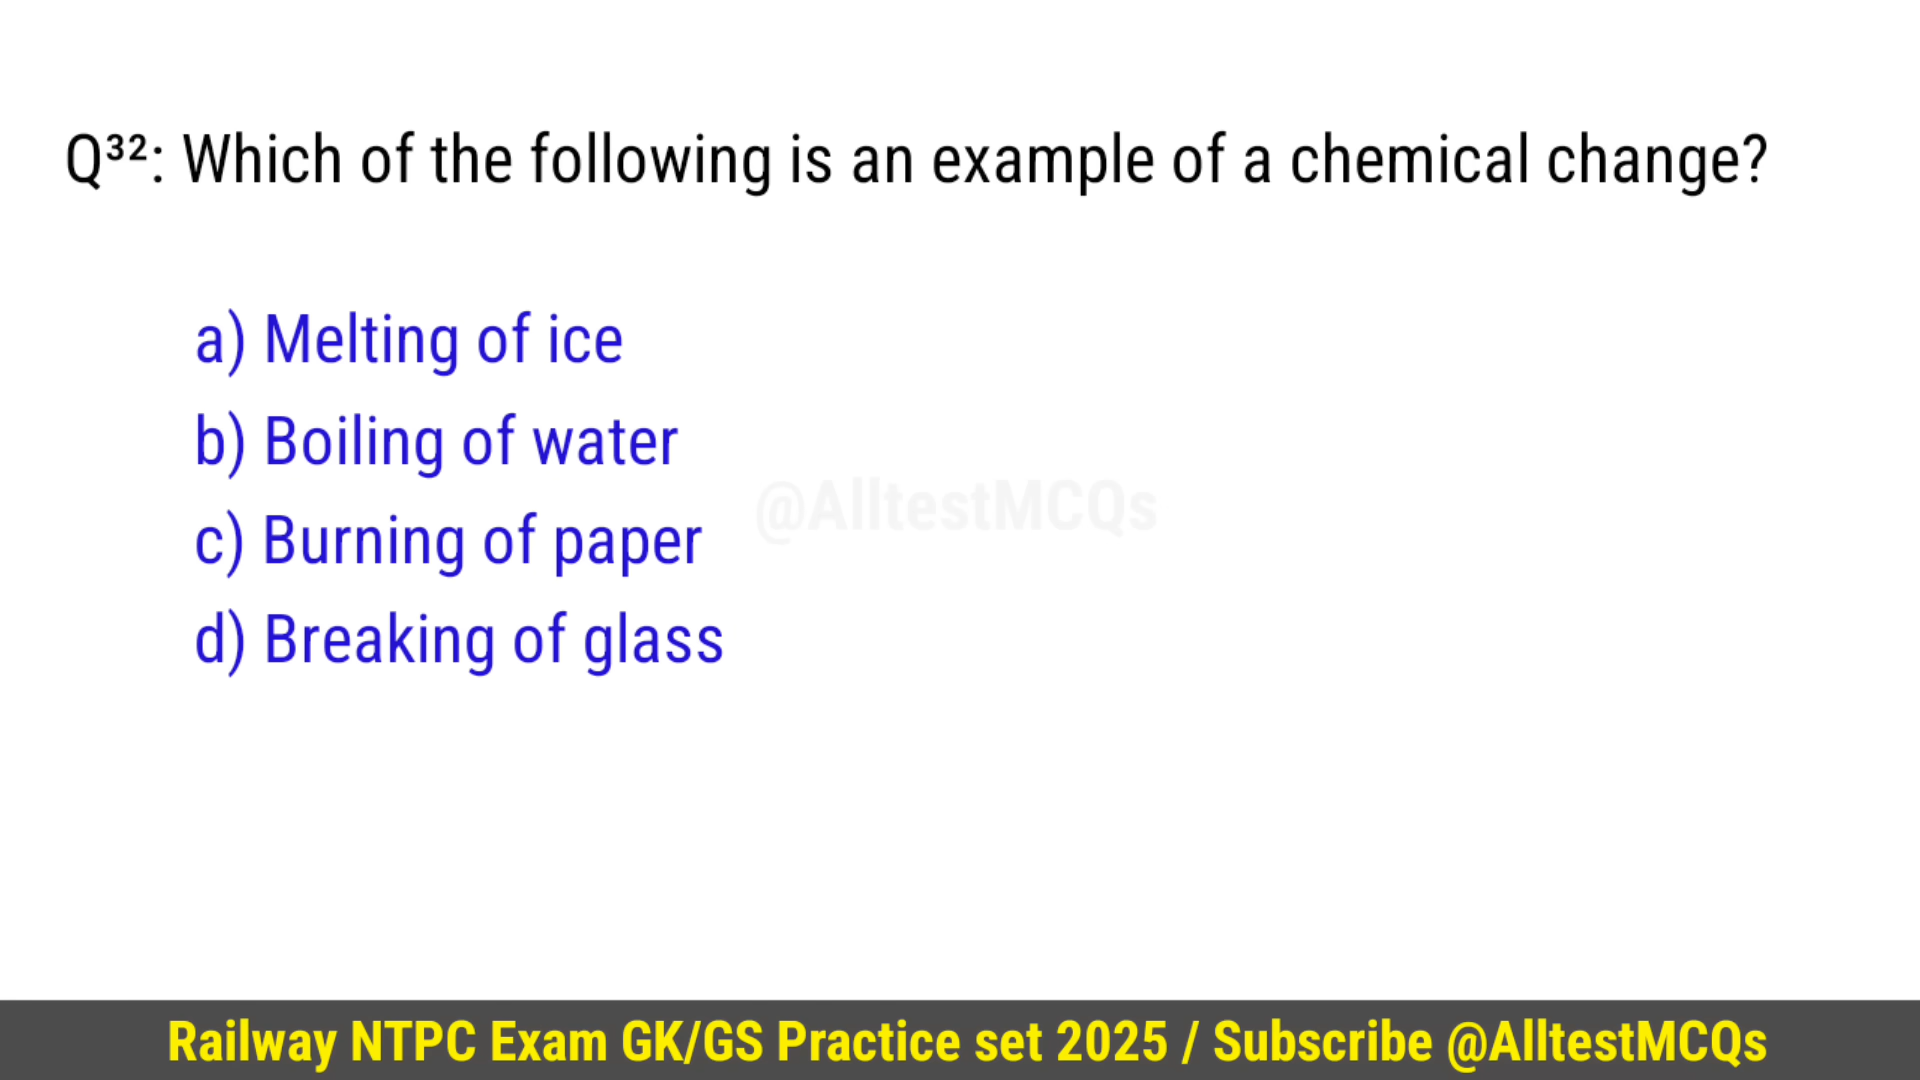 Q³²: Which of the following is an example of a chemical change?
a) Melting of ice
b) Boiling of water
@AlltestMCQs
c) Burning of paper
d) Breaking of glass
Railway NTPC Exam GK/GS Practice set 2025 / Subscribe @AlltestMCQs